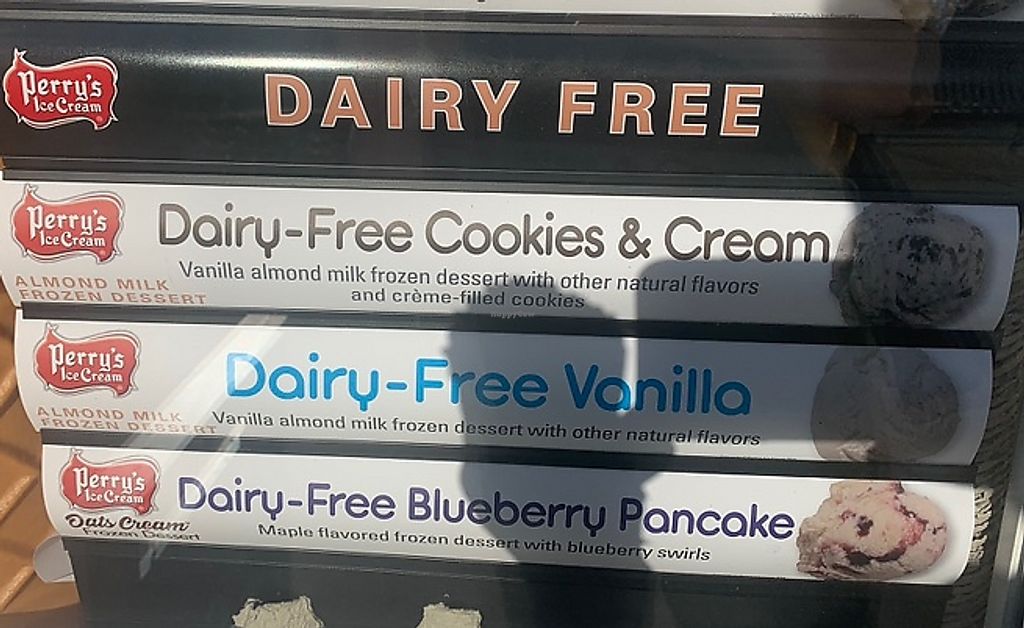 Perry's
Ice Cream
DAIRY FREE
Perry's
Ice Cream
ALMOND MILK
FROZEN DESSERT
Dairy-Free Cookies & Cream
Vanilla almond milk frozen dessert with other natural flavors
and crème-filled cookies
Perry's
Ice Cream
ALMOND MILK
FROZEN DESSERT
Dairy-Free Vanilla
Vanilla almond milk frozen dessert with other natural flavors
Perry's
Ice Cream
Oats Cream
Frozen Dessert
Dairy-Free Blueberry Pancake
Maple flavored frozen dessert with blueberry swirls